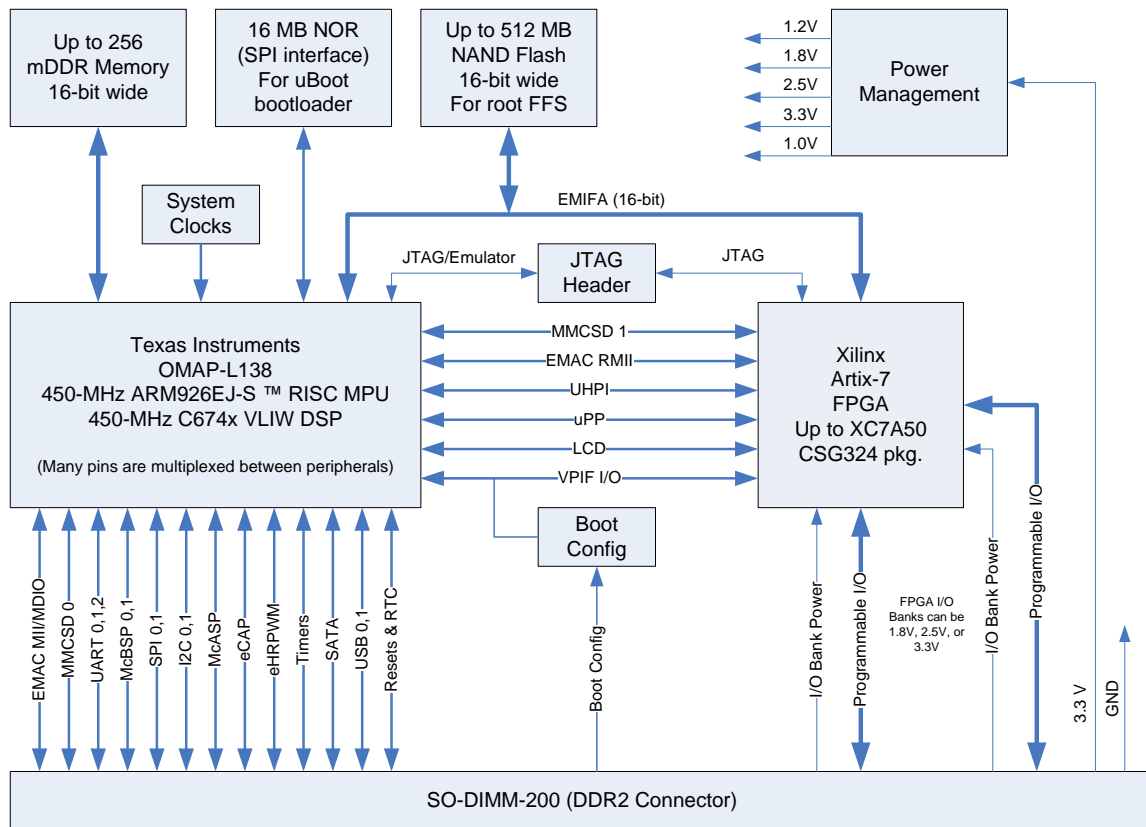 Up to 256
mDDR Memory
16-bit wide
16 MB NOR
(SPI interface)
For uBoot
bootloader
Up to 512 MB
NAND Flash
16-bit wide
For root FFS
1.2V
1.8V
2.5V
3.3V
1.0V
Power
Management
System
Clocks
EMIFA (16-bit)
JTAG/Emulator
JTAG
Header
JTAG
Texas Instruments
OMAP-L138
450-MHz ARM926EJ-S ™ RISC MPU
450-MHz C674x VLIW DSP
(Many pins are multiplexed between peripherals)
MMCSD 1
EMAC RMII
UHPI
uPP
LCD
VPIF I/O
Xilinx
Artix-7
FPGA
Up to XC7A50
CSG324 pkg.
Boot
Config
EMAC MII/MDIO
MMCSD 0
UART 0,1,2
McBSP 0,1
SPI 0,1
I2C 0,1
McASP
eCAP
eHRPWM
Timers
SATA
USB 0,1
Resets & RTC
Boot Config
I/O Bank Power
Programmable I/O
FPGA I/O
Banks can be
1.8V, 2.5V, or
3.3V
I/O Bank Power
Programmable I/O
3.3 V
GND
SO-DIMM-200 (DDR2 Connector)